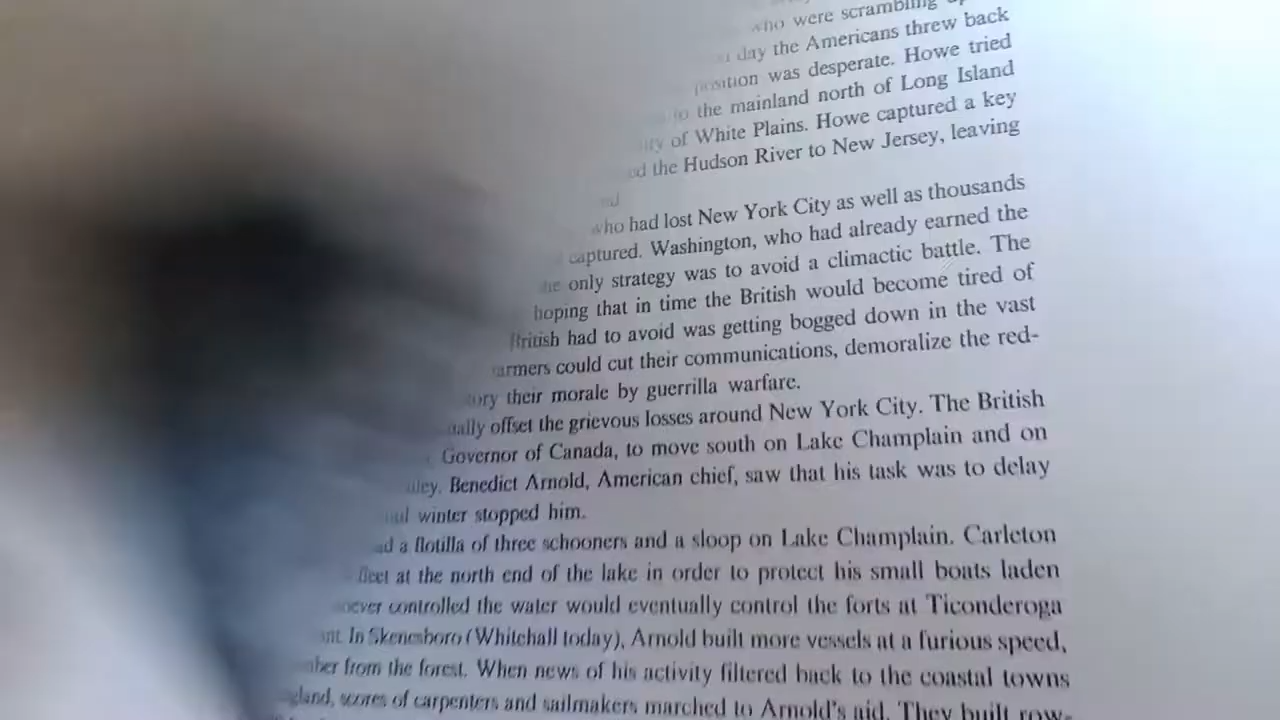 who were scrambling
day the Americans threw back
position was desperate. Howe tried
to the mainland north of Long Island
of White Plains. Howe captured a key
the Hudson River to New Jersey, leaving
who had lost New York City as well as thousands
captured. Washington, who had already earned the
only strategy was to avoid a climactic battle. The
hoping that in time the British would become tired of
British had to avoid was getting bogged down in the vast
could cut their communications, demoralize the red-
their morale by guerrilla warfare.
offset the grievous losses around New York City. The British
Governor of Canada, to move south on Lake Champlain and on
Benedict Arnold, American chief, saw that his task was to delay
winter stopped him.
a flotilla of three schooners and a sloop on Lake Champlain. Carleton
fleet at the north end of the lake in order to protect his small boats laden
controlled the water would eventually control the forts at Ticonderoga
In Skenesboro (Whitehall today), Arnold built more vessels at a furious speed,
from the forest. When news of his activity filtered back to the coastal towns
scores of carpenters and sailmakers marched to Arnold's aid. They built row-